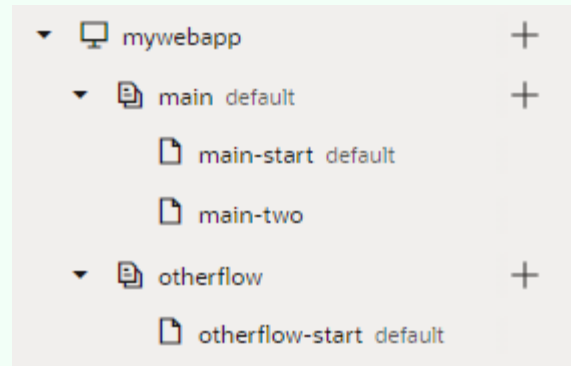 mywebapp
main default
main-start default
main-two
otherflow
otherflow-start default